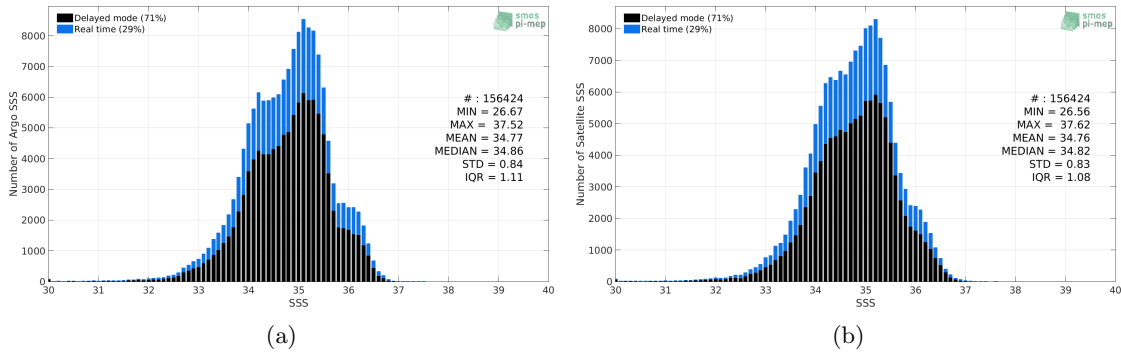 Delayed mode (71%)
Real time (29%)
smos
pi-mep
8000
7000
6000
5000
4000
3000
2000
1000
0
Number of Argo SSS
# : 156424
MIN = 26.67
MAX = 37.52
MEAN = 34.77
MEDIAN = 34.86
STD = 0.84
IQR = 1.11
30 31 32 33 34 35 36 37 38 39 40
SSS
(a)
Delayed mode (71%)
Real time (29%)
smos
pi-mep
8000
7000
6000
5000
4000
3000
2000
1000
0
Number of Satellite SSS
# : 156424
MIN = 26.56
MAX = 37.62
MEAN = 34.76
MEDIAN = 34.82
STD = 0.83
IQR = 1.08
30 31 32 33 34 35 36 37 38 39 40
SSS
(b)